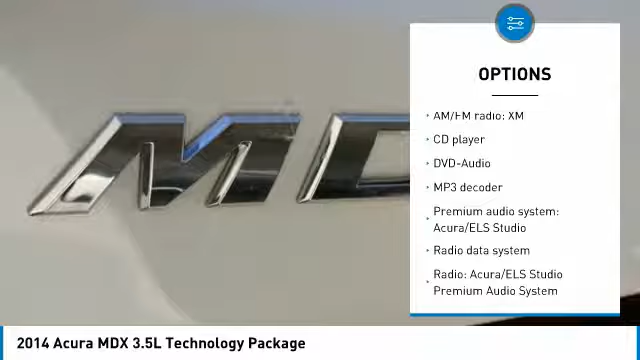 OPTIONS
AM/FM radio: XM
CD player
DVD-Audio
MP3 decoder
Premium audio system:
Acura/ELS Studio
Radio data system
Radio: Acura/ELS Studio
Premium Audio System
MD
2014 Acura MDX 3.5L Technology Package